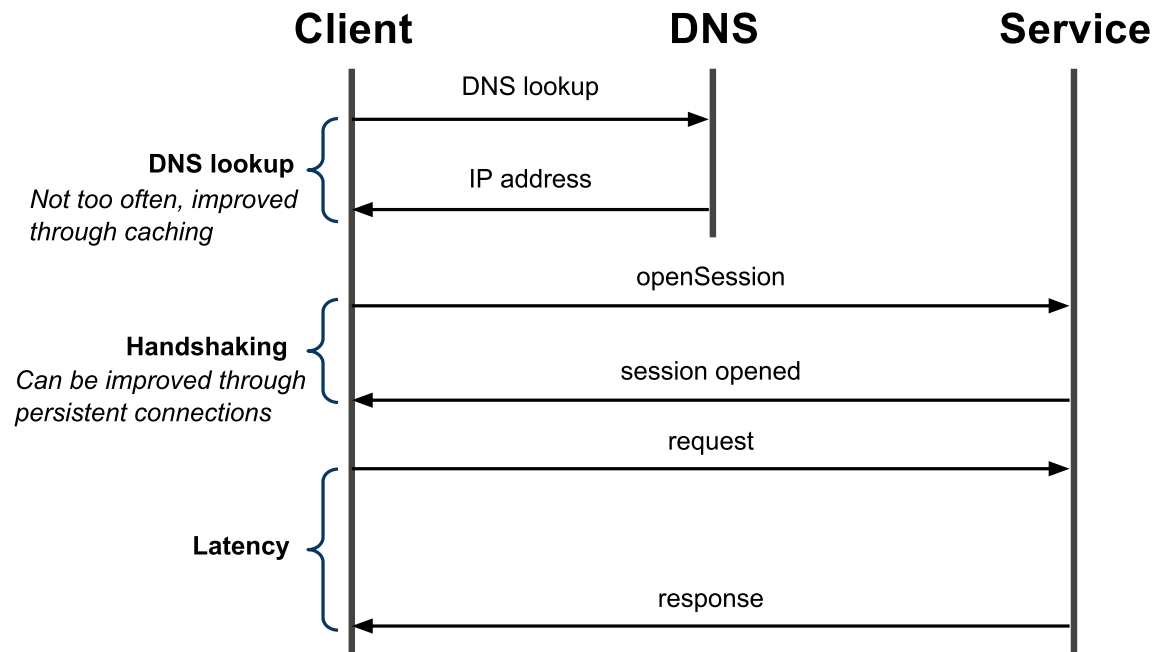 Client
DNS
Service
DNS lookup
DNS lookup
Not too often, improved
through caching
IP address
openSession
Handshaking
Can be improved through
persistent connections
session opened
request
Latency
response